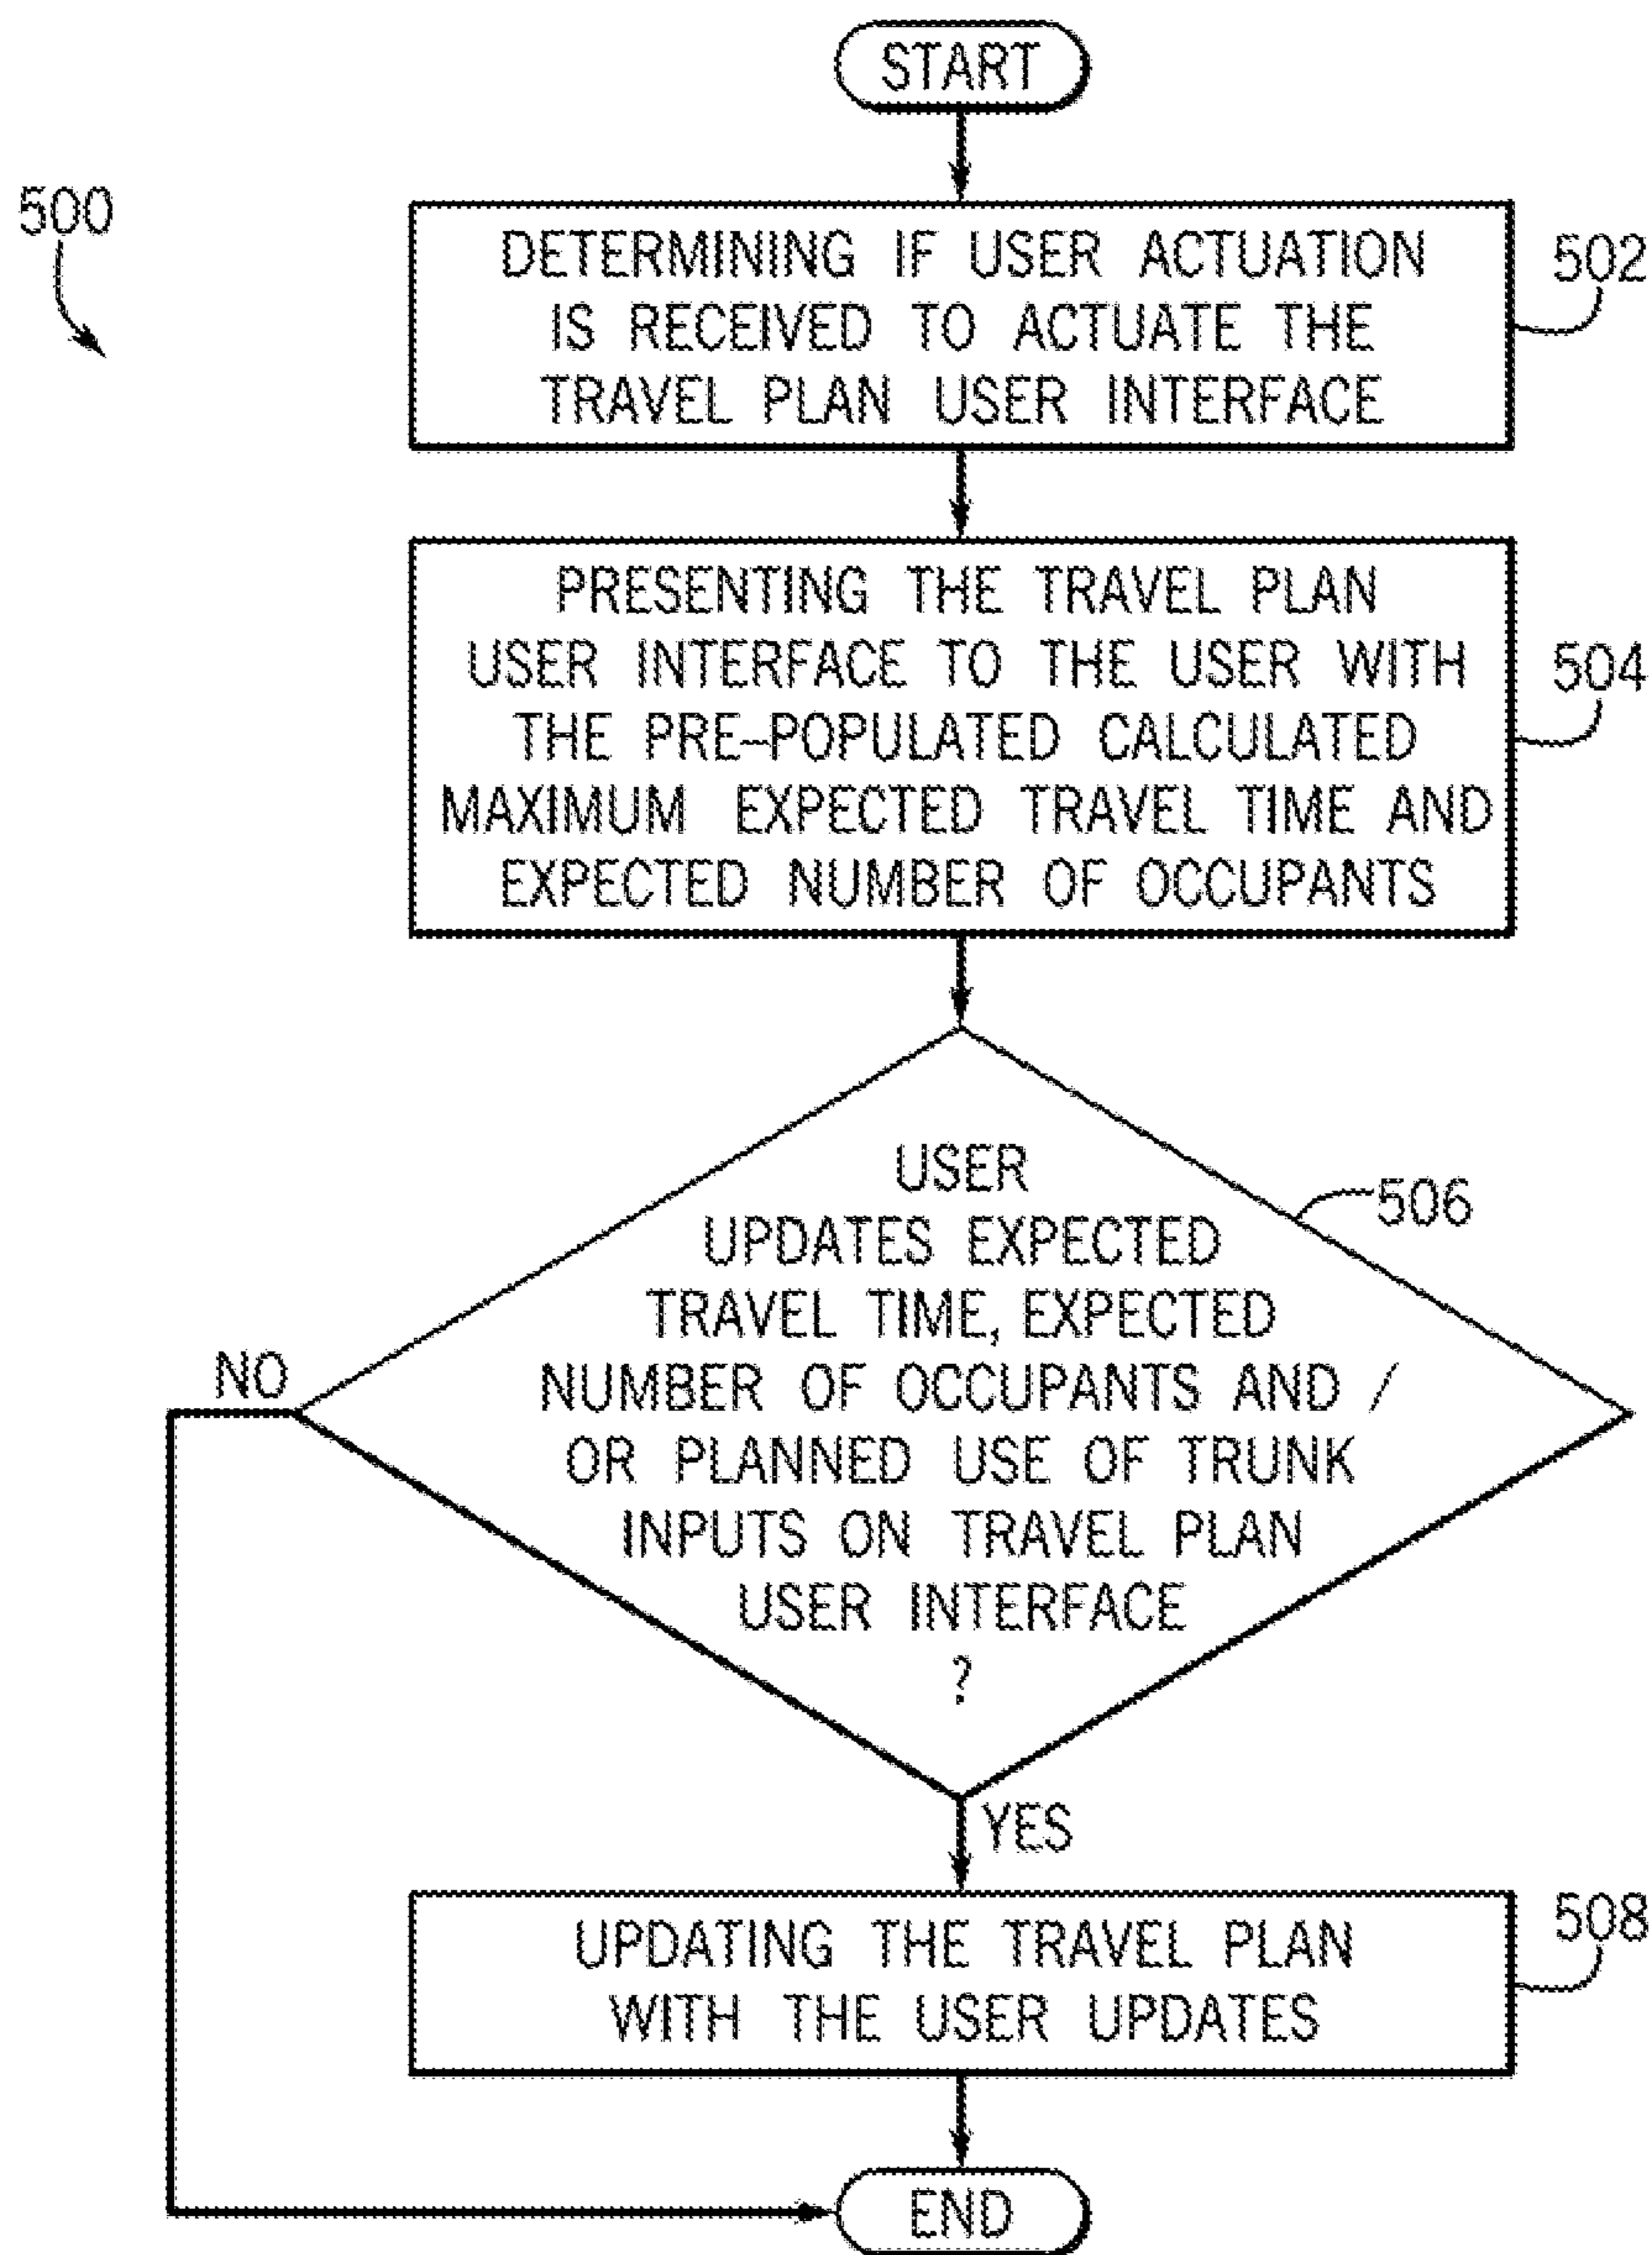 START
500
DETERMINING IF USER ACTUATION
IS RECEIVED TO ACTUATE THE
TRAVEL PLAN USER INTERFACE
502
PRESENTING THE TRAVEL PLAN
USER INTERFACE TO THE USER WITH
THE PRE-POPULATED CALCULATED
MAXIMUM EXPECTED TRAVEL TIME AND
EXPECTED NUMBER OF OCCUPANTS
504
USER
UPDATES EXPECTED
TRAVEL TIME, EXPECTED
NUMBER OF OCCUPANTS AND /
OR PLANNED USE OF TRUNK
INPUTS ON TRAVEL PLAN
USER INTERFACE
?
506
NO
YES
UPDATING THE TRAVEL PLAN
WITH THE USER UPDATES
508
END